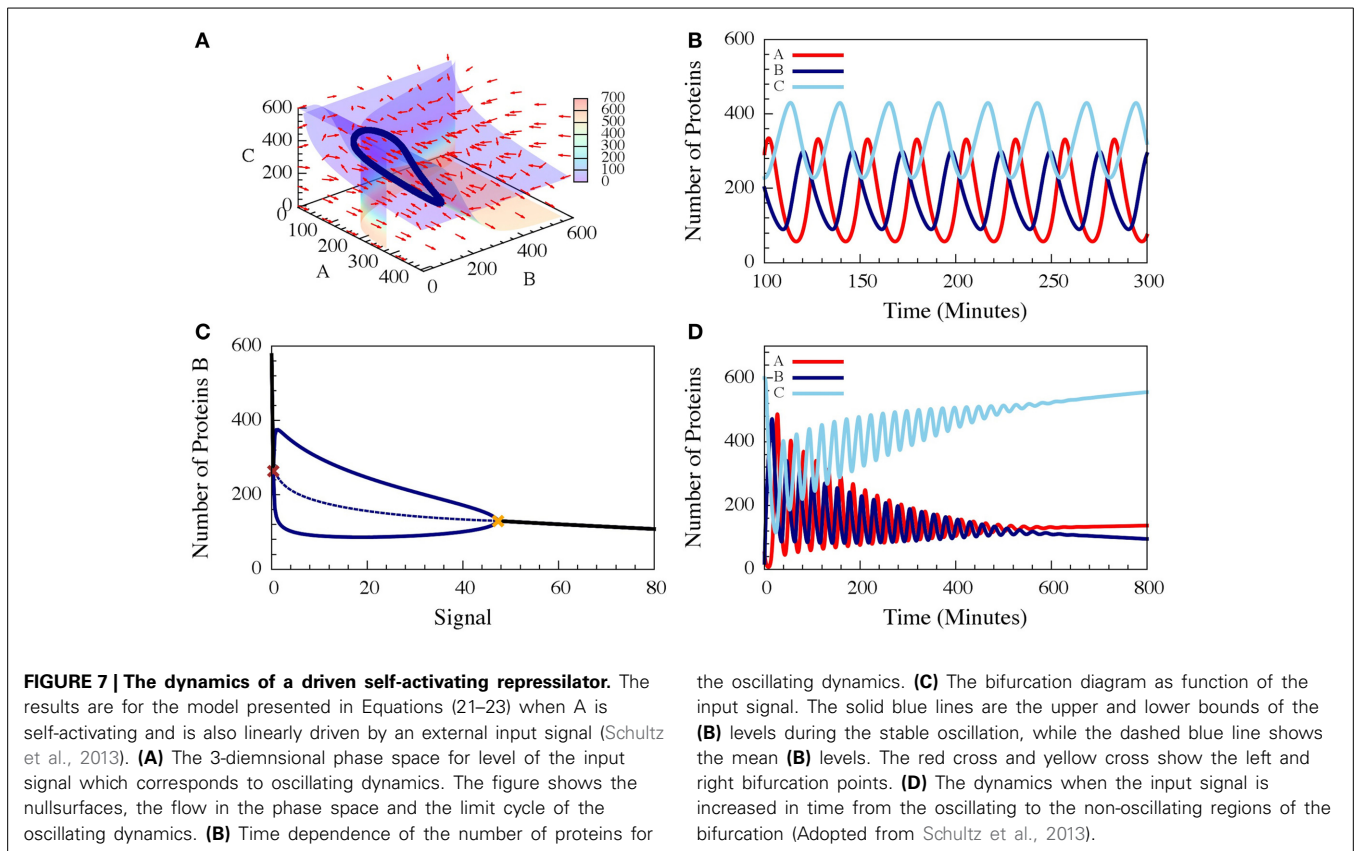 A
600
400
C
200
0
0
100
200
A
300
400
0
200
B
400
600
700
600
500
400
300
200
100
0
B
600
A
B
C
400
Number of Proteins
200
0
100 150 200 250 300
Time (Minutes)
C
600
Number of Proteins B
400
200
0
0 20 40 60 80
Signal
D
A
B
C
600
Number of Proteins
400
200
0
0 200 400 600 800
Time (Minutes)
FIGURE 7 | The dynamics of a driven self-activating repressilator. The
results are for the model presented in Equations (21–23) when A is
self-activating and is also linearly driven by an external input signal (Schultz
et al., 2013). (A) The 3-diemnsional phase space for level of the input
signal which corresponds to oscillating dynamics. The figure shows the
nullsurfaces, the flow in the phase space and the limit cycle of the
oscillating dynamics. (B) Time dependence of the number of proteins for
the oscillating dynamics. (C) The bifurcation diagram as function of the
input signal. The solid blue lines are the upper and lower bounds of the
(B) levels during the stable oscillation, while the dashed blue line shows
the mean (B) levels. The red cross and yellow cross show the left and
right bifurcation points. (D) The dynamics when the input signal is
increased in time from the oscillating to the non-oscillating regions of the
bifurcation (Adopted from Schultz et al., 2013).